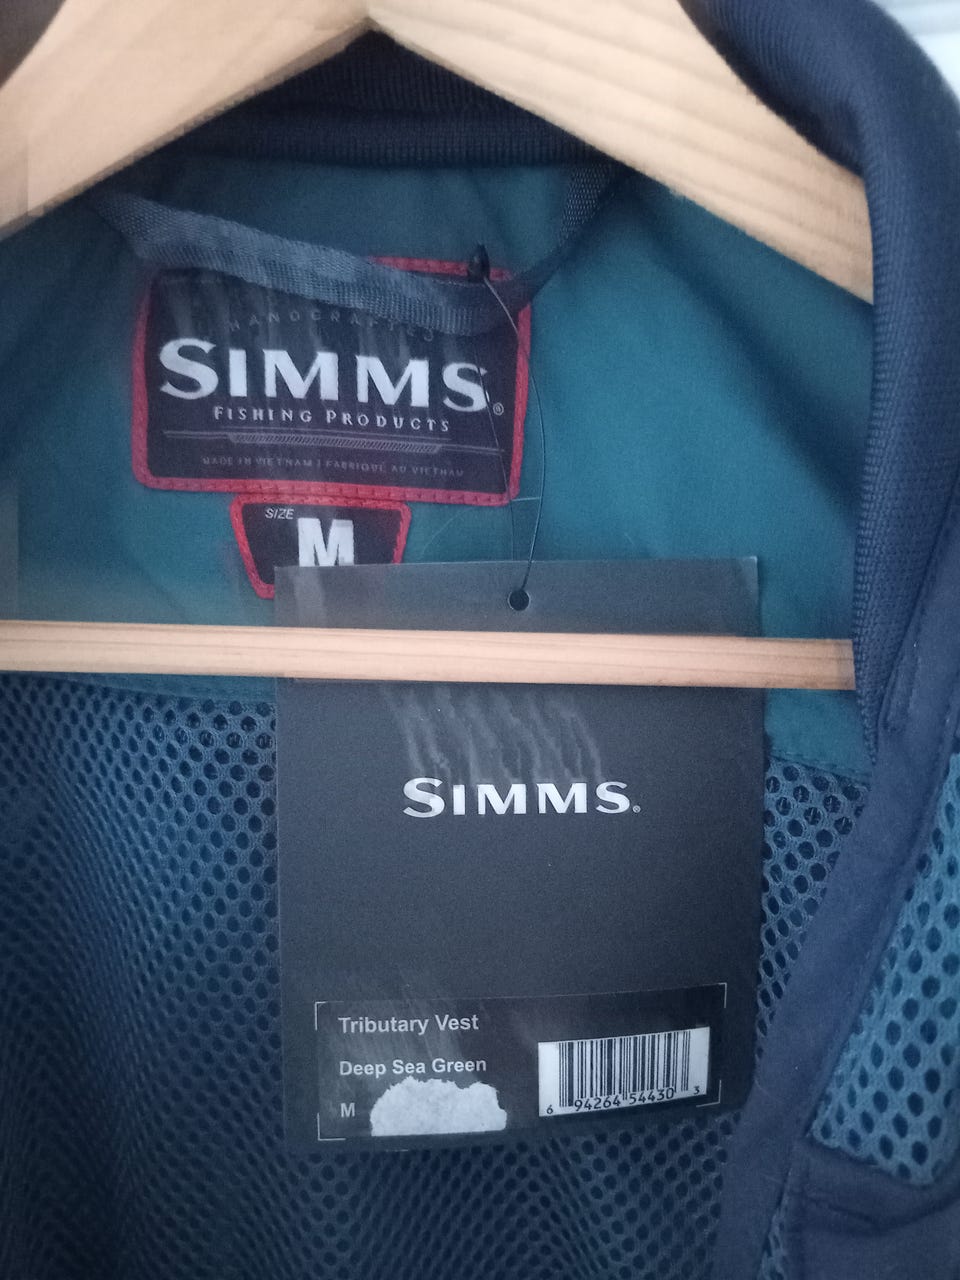 HANDCRAFTED
SIMMS®
FISHING PRODUCTS
MADE IN VIETNAM | FABRIQUÉ AU VIETNAM
SIZE M
SIMMS®
Tributary Vest
Deep Sea Green
M
6 94264 54430 3